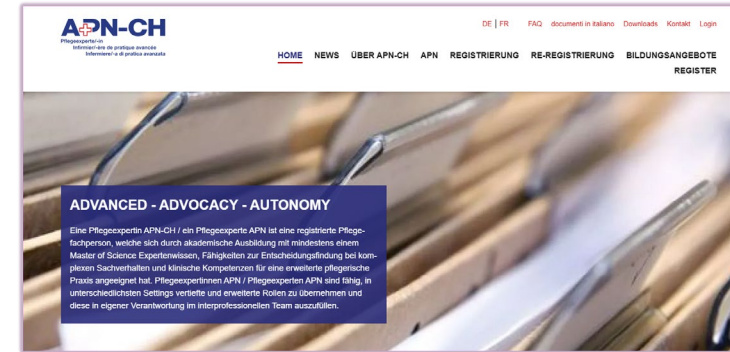 APN-CH
Pflegeexperte/-in
Infirmier/-ère de pratique avancée
Infermiere/-a di pratica avanzata
DE | FR FAQ documenti in italiano Downloads Kontakt Login
HOME NEWS ÜBER APN-CH APN REGISTRIERUNG RE-REGISTRIERUNG BILDUNGSANGEBOTE
REGISTER
ADVANCED - ADVOCACY - AUTONOMY
Eine Pflegeexpertin APN-CH / ein Pflegeexperte APN ist eine registrierte Pflege-
fachperson, welche sich durch akademische Ausbildung mit mindestens einem
Master of Science Expertenwissen, Fähigkeiten zur Entscheidungsfindung bei kom-
plexen Sachverhalten und klinische Kompetenzen für eine erweiterte pflegerische
Praxis angeeignet hat. Pflegeexpertinnen APN / Pflegeexperten APN sind fähig, in
unterschiedlichsten Settings vertiefte und erweiterte Rollen zu übernehmen und
diese in eigener Verantwortung im interprofessionellen Team auszufüllen.